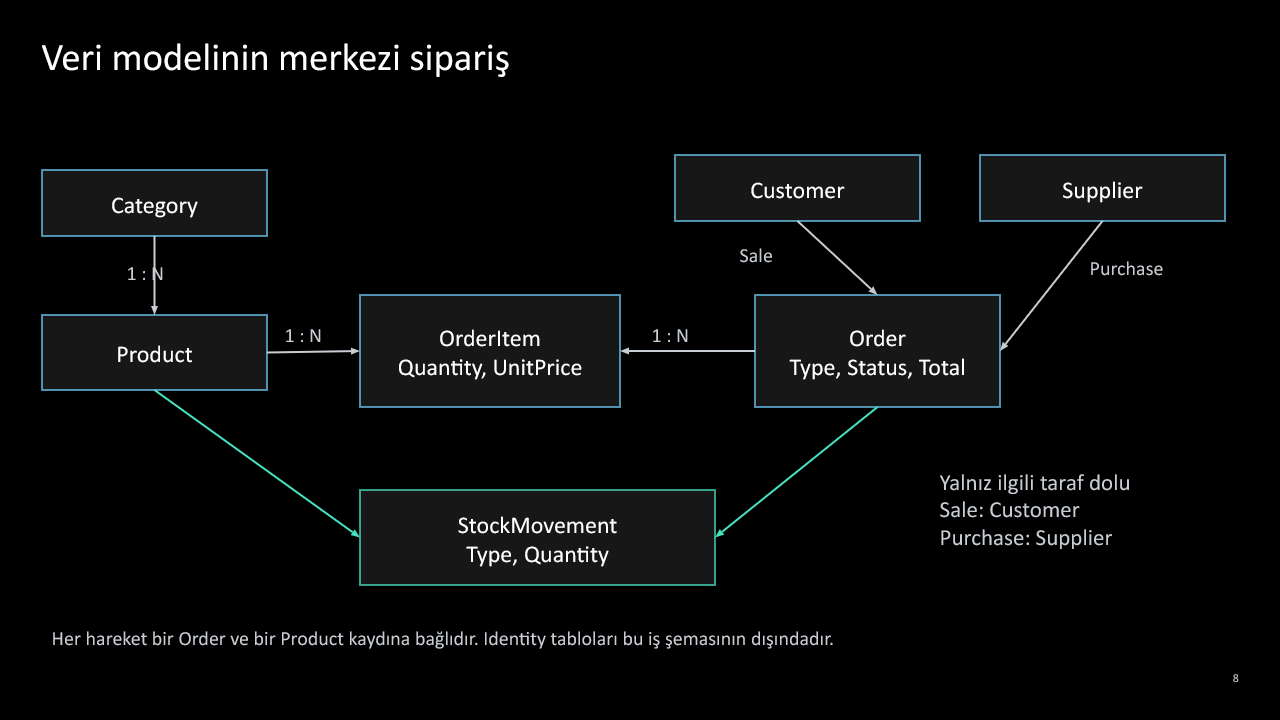 Veri modelinin merkezi sipariş
Category
Customer
Supplier
1 : N
Sale
Purchase
Product
1 : N
OrderItem
Quantity, UnitPrice
1 : N
Order
Type, Status, Total
StockMovement
Type, Quantity
Yalnız ilgili taraf dolu
Sale: Customer
Purchase: Supplier
Her hareket bir Order ve bir Product kaydına bağlıdır. Identity tabloları bu iş şemasının dışındadır.
8